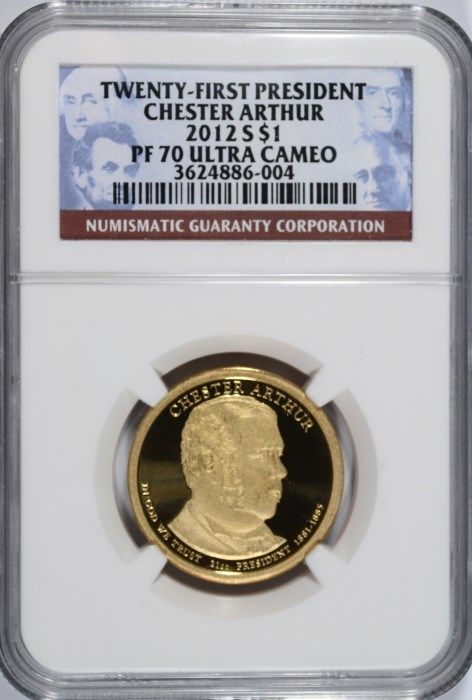 TWENTY-FIRST PRESIDENT
CHESTER ARTHUR
2012 S $1
PF 70 ULTRA CAMEO
3624886-004
NUMISMATIC GUARANTY CORPORATION
CHESTER ARTHUR
IN GOD WE TRUST 21st PRESIDENT 1881-1885